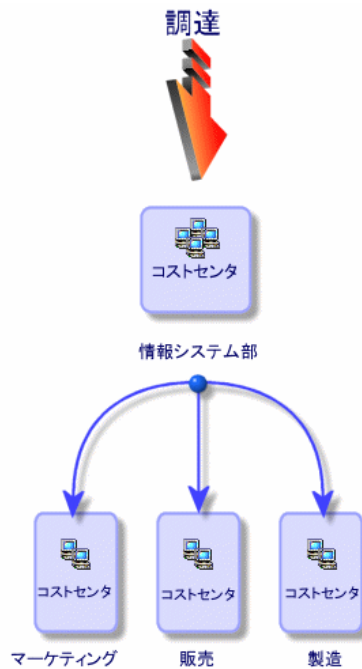 調達
コストセンタ
情報システム部
コストセンタ
コストセンタ
コストセンタ
マーケティング
販売
製造